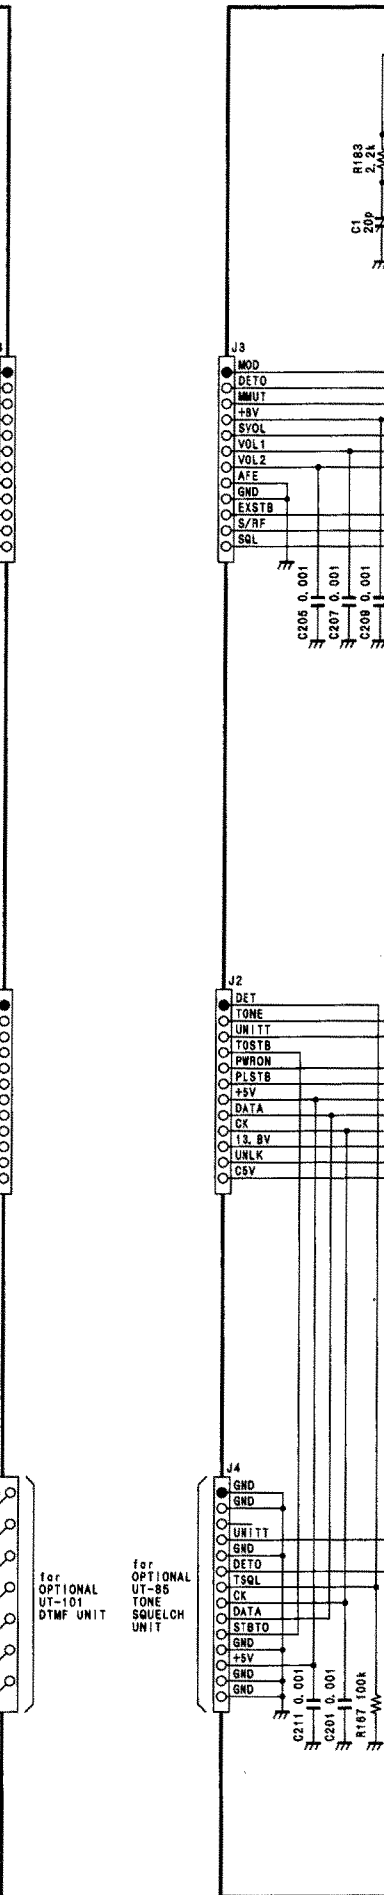 R183
2.2k
C1
20p
J3
MOD
DETO
MMUT
+8V
SVOL
VOL1
VOL2
AFE
GND
EXSTB
S/RF
SQL
C205 0.001
C207 0.001
C209 0.001
J2
DET
TONE
UNITT
TOSTB
PWRON
PLSTB
+5V
DATA
CK
13.8V
UNLK
C5V
J4
GND
GND
UNITT
GND
DETO
TSQL
CK
DATA
STBTO
GND
+5V
GND
GND
for
OPTIONAL
UT-101
DTMF UNIT
for
OPTIONAL
UT-85
TONE
SQUELCH
UNIT
C211 0.001
C201 0.001
R167 100k